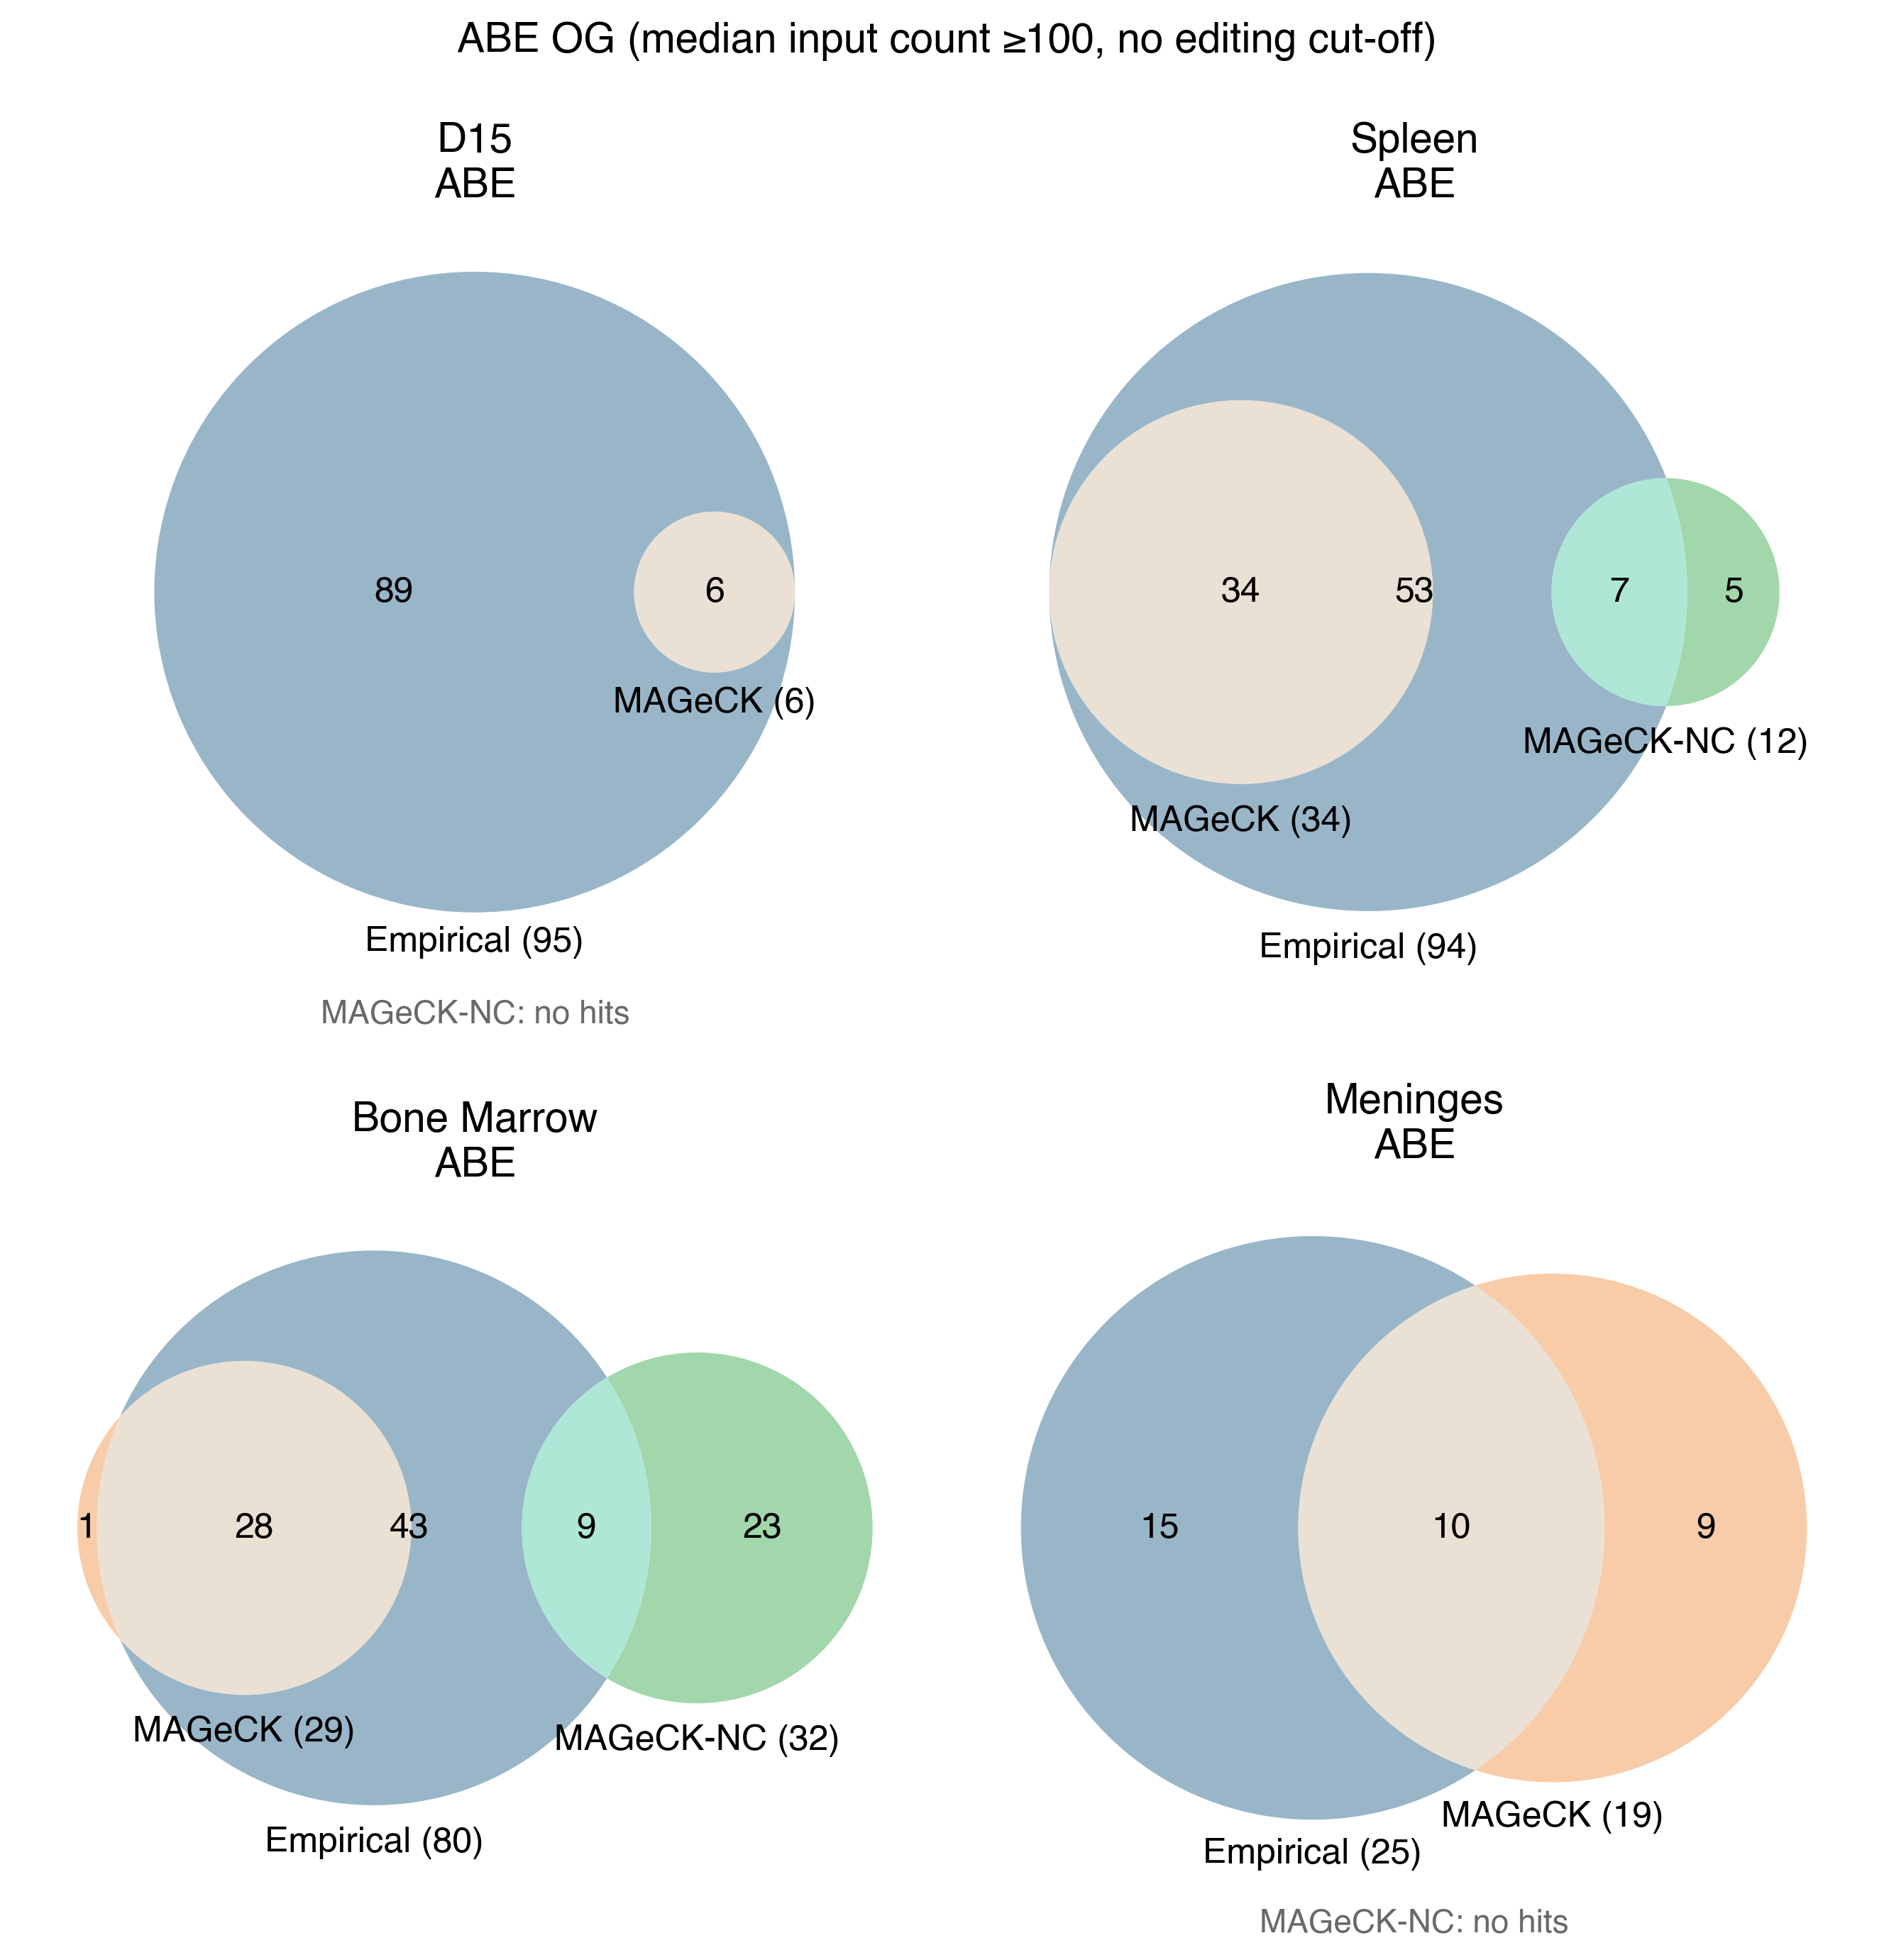 ABE OG (median input count ≥100, no editing cut-off)
D15
ABE
89
6
MAGeCK (6)
Empirical (95)
MAGeCK-NC: no hits
Spleen
ABE
34
53
7
5
MAGeCK-NC (12)
MAGeCK (34)
Empirical (94)
Bone Marrow
ABE
1
28
43
9
23
MAGeCK (29)
MAGeCK-NC (32)
Empirical (80)
Meninges
ABE
15
10
9
MAGeCK (19)
Empirical (25)
MAGeCK-NC: no hits